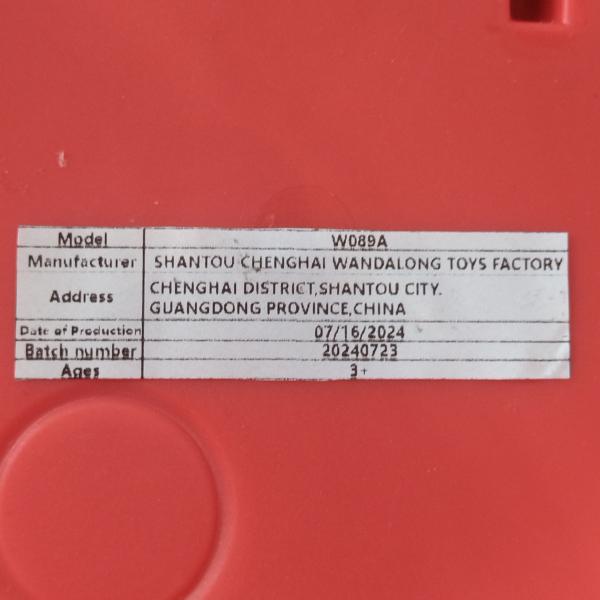 Model W089A
Manufacturer SHANTOU CHENGHAI WANDALONG TOYS FACTORY
Address CHENGHAI DISTRICT,SHANTOU CITY.
GUANGDONG PROVINCE,CHINA
Date of Production 07/16/2024
Batch number 20240723
Ages 3+